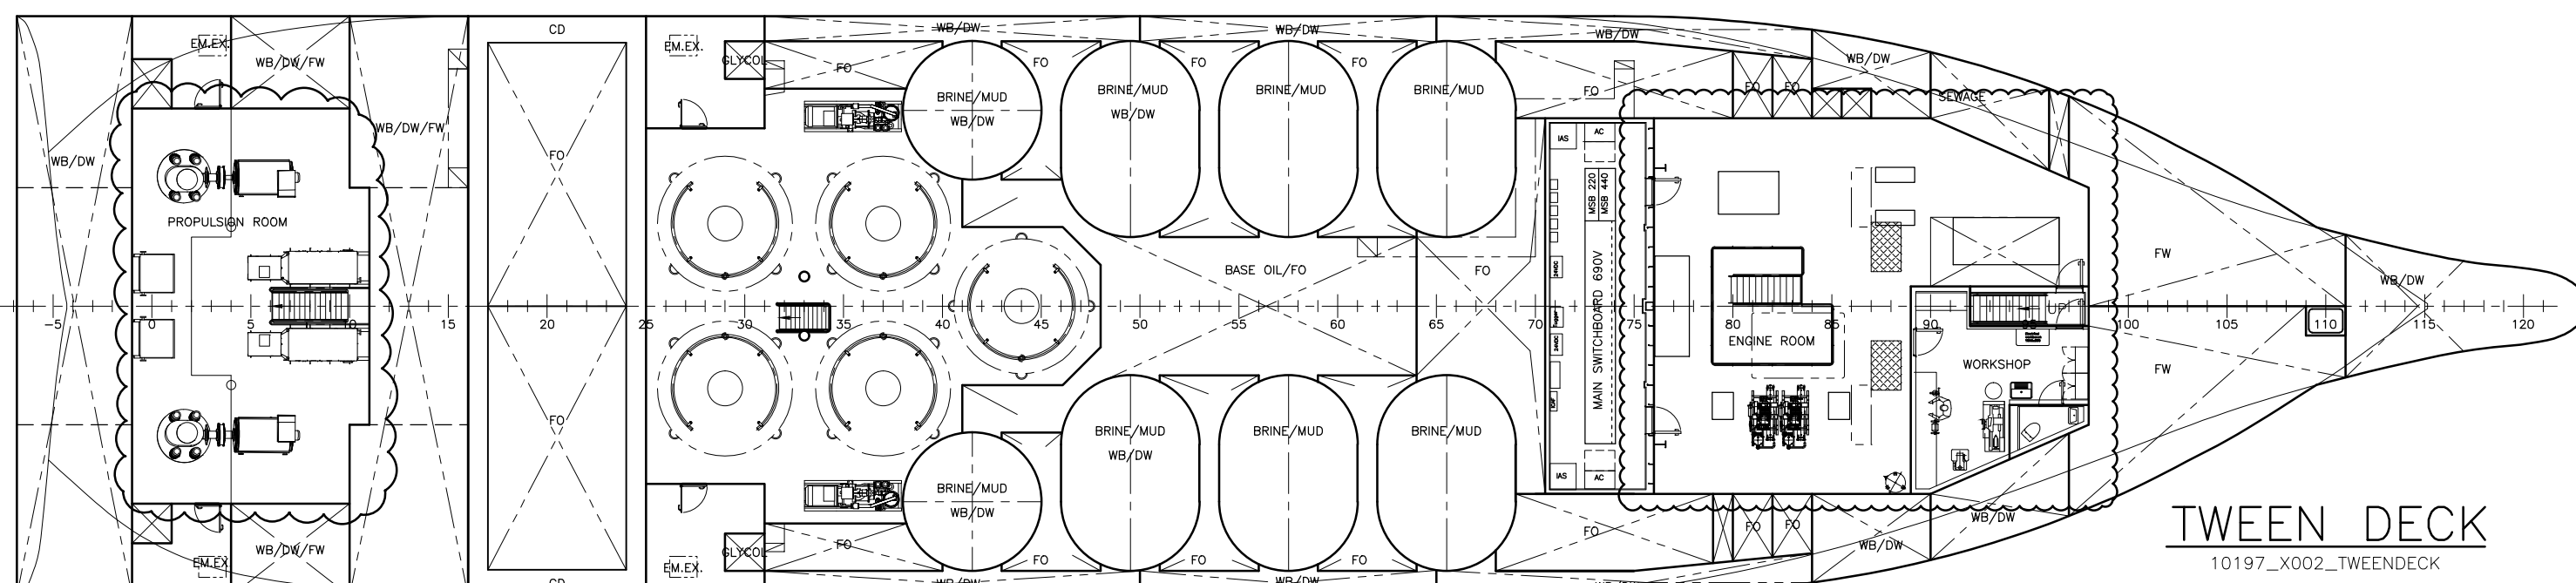 CD
WB/DW
WB/DW
WB/DW
EM.EX.
EM.EX.
WB/DW/FW
GLYCOL
FO
FO
FO
FO
WB/DW
BRINE/MUD
WB/DW
BRINE/MUD
WB/DW
BRINE/MUD
BRINE/MUD
FO
FO
FO
SEWAGE
WB/DW/FW
WB/DW
FO
IAS
AC
MSB 220
MSB 440
PROPULSION ROOM
BASE OIL/FO
FO
24VDC
MAIN SWITCHBOARD 690V
FW
WB/DW
UP
-5
0
5
10
15
20
25
30
35
40
45
50
55
60
65
70
75
80
85
90
100
105
110
115
120
ENGINE ROOM
WORKSHOP
24VDC
FW
FO
BRINE/MUD
WB/DW
BRINE/MUD
BRINE/MUD
IAS
AC
BRINE/MUD
WB/DW
WB/DW/FW
EM.EX
GLYCOL
EM.EX.
FO
FO
FO
FO
FO
FO
FO
WB/DW
WB/DW
CD
WB/DW
WB/DW
TWEEN DECK
10197_X002_TWEENDECK